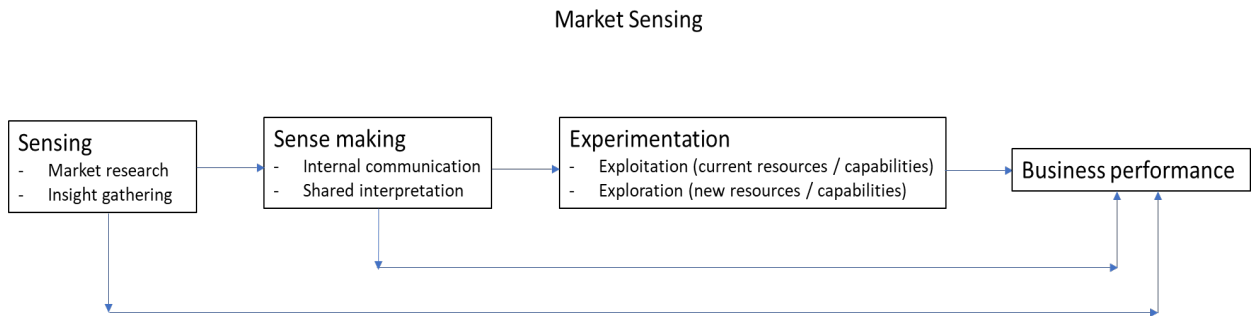 Market Sensing
Sensing
- Market research
- Insight gathering
Sense making
- Internal communication
- Shared interpretation
Experimentation
- Exploitation (current resources / capabilities)
- Exploration (new resources / capabilities)
Business performance